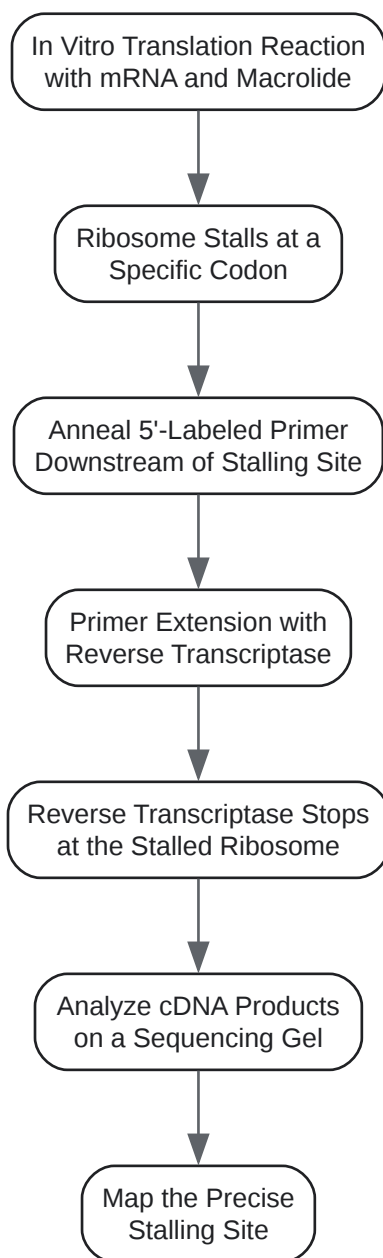 In Vitro Translation Reaction
with mRNA and Macrolide
Ribosome Stalls at a
Specific Codon
Anneal 5'-Labeled Primer
Downstream of Stalling Site
Primer Extension with
Reverse Transcriptase
Reverse Transcriptase Stops
at the Stalled Ribosome
Analyze cDNA Products
on a Sequencing Gel
Map the Precise
Stalling Site